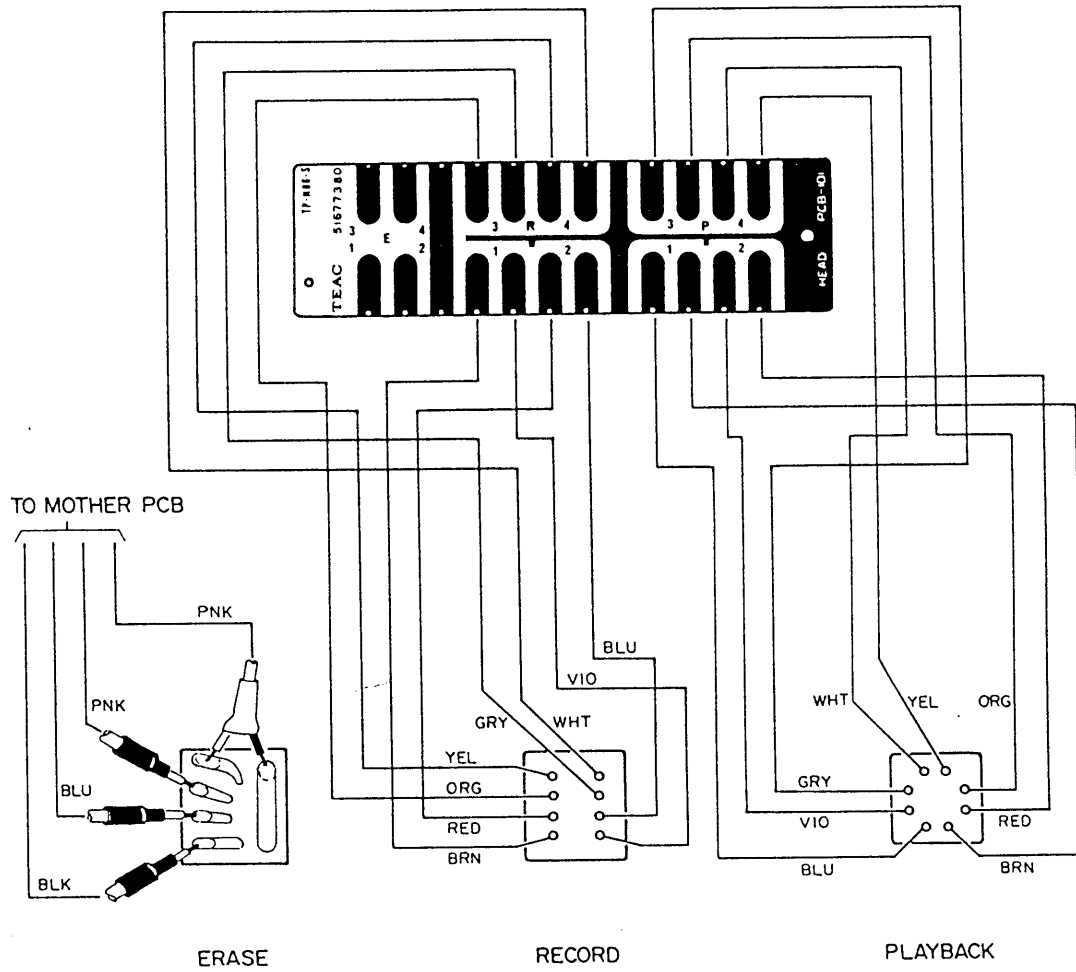 TP-N88-S
TEAC 51677380
3 4
E
1 2
3 R 4
1 2
3 P 4
1 2
HEAD PCB-101
TO MOTHER PCB
PNK
PNK
BLU
BLK
BLU
VIO
WHT
GRY
YEL
ORG
RED
BRN
WHT
YEL
ORG
GRY
VIO
RED
BLU
BRN
ERASE
RECORD
PLAYBACK